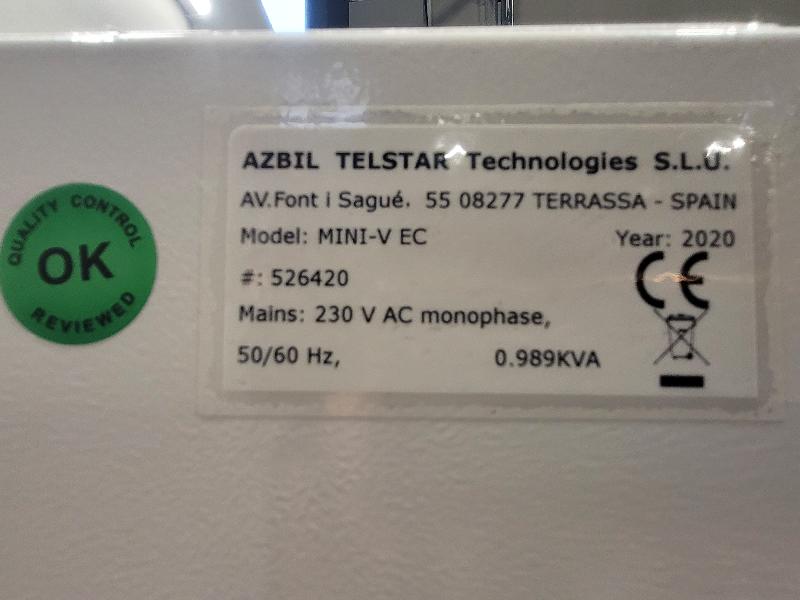 AZBIL TELSTAR Technologies S.L.U.
AV.Font i Sagué. 55 08277 TERRASSA - SPAIN
Model: MINI-V EC
Year: 2020
#: 526420
CE
Mains: 230 V AC monophase,
50/60 Hz,
0.989KVA
QUALITY CONTROL
OK
REVIEWED